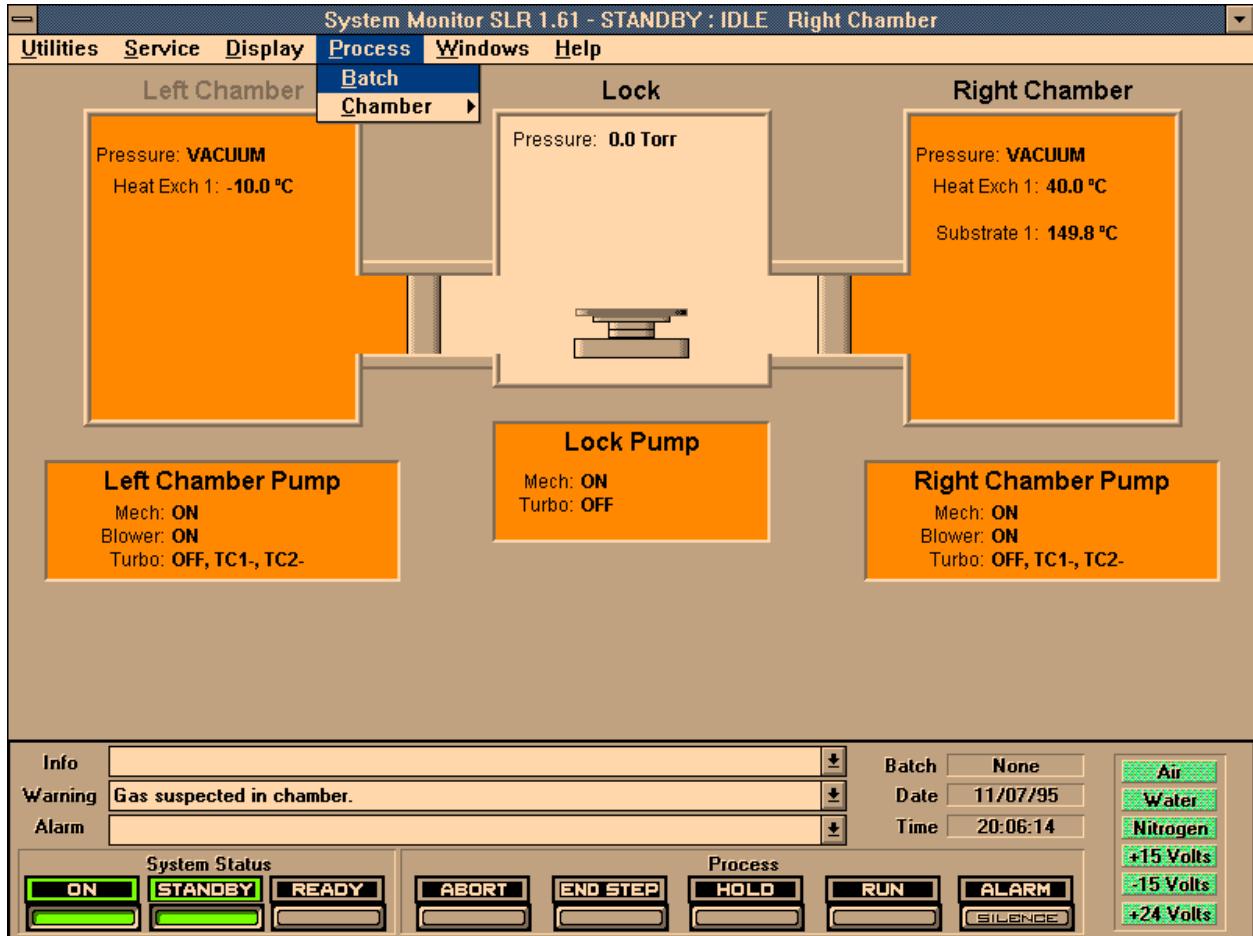 System Monitor SLR 1.61 - STANDBY : IDLE   Right Chamber
Utilities   Service   Display   Process   Windows   Help
Batch
Chamber
Left Chamber
Pressure: VACUUM
Heat Exch 1: -10.0 ºC
Lock
Pressure: 0.0 Torr
Right Chamber
Pressure: VACUUM
Heat Exch 1: 40.0 ºC
Substrate 1: 149.8 ºC
Left Chamber Pump
Mech: ON
Blower: ON
Turbo: OFF, TC1-, TC2-
Lock Pump
Mech: ON
Turbo: OFF
Right Chamber Pump
Mech: ON
Blower: ON
Turbo: OFF, TC1-, TC2-
Info
Warning   Gas suspected in chamber.
Alarm
Batch   None
Date   11/07/95
Time   20:06:14
Air
Water
Nitrogen
+15 Volts
-15 Volts
+24 Volts
System Status
ON   STANDBY   READY
Process
ABORT   END STEP   HOLD   RUN   ALARM
SILENCE